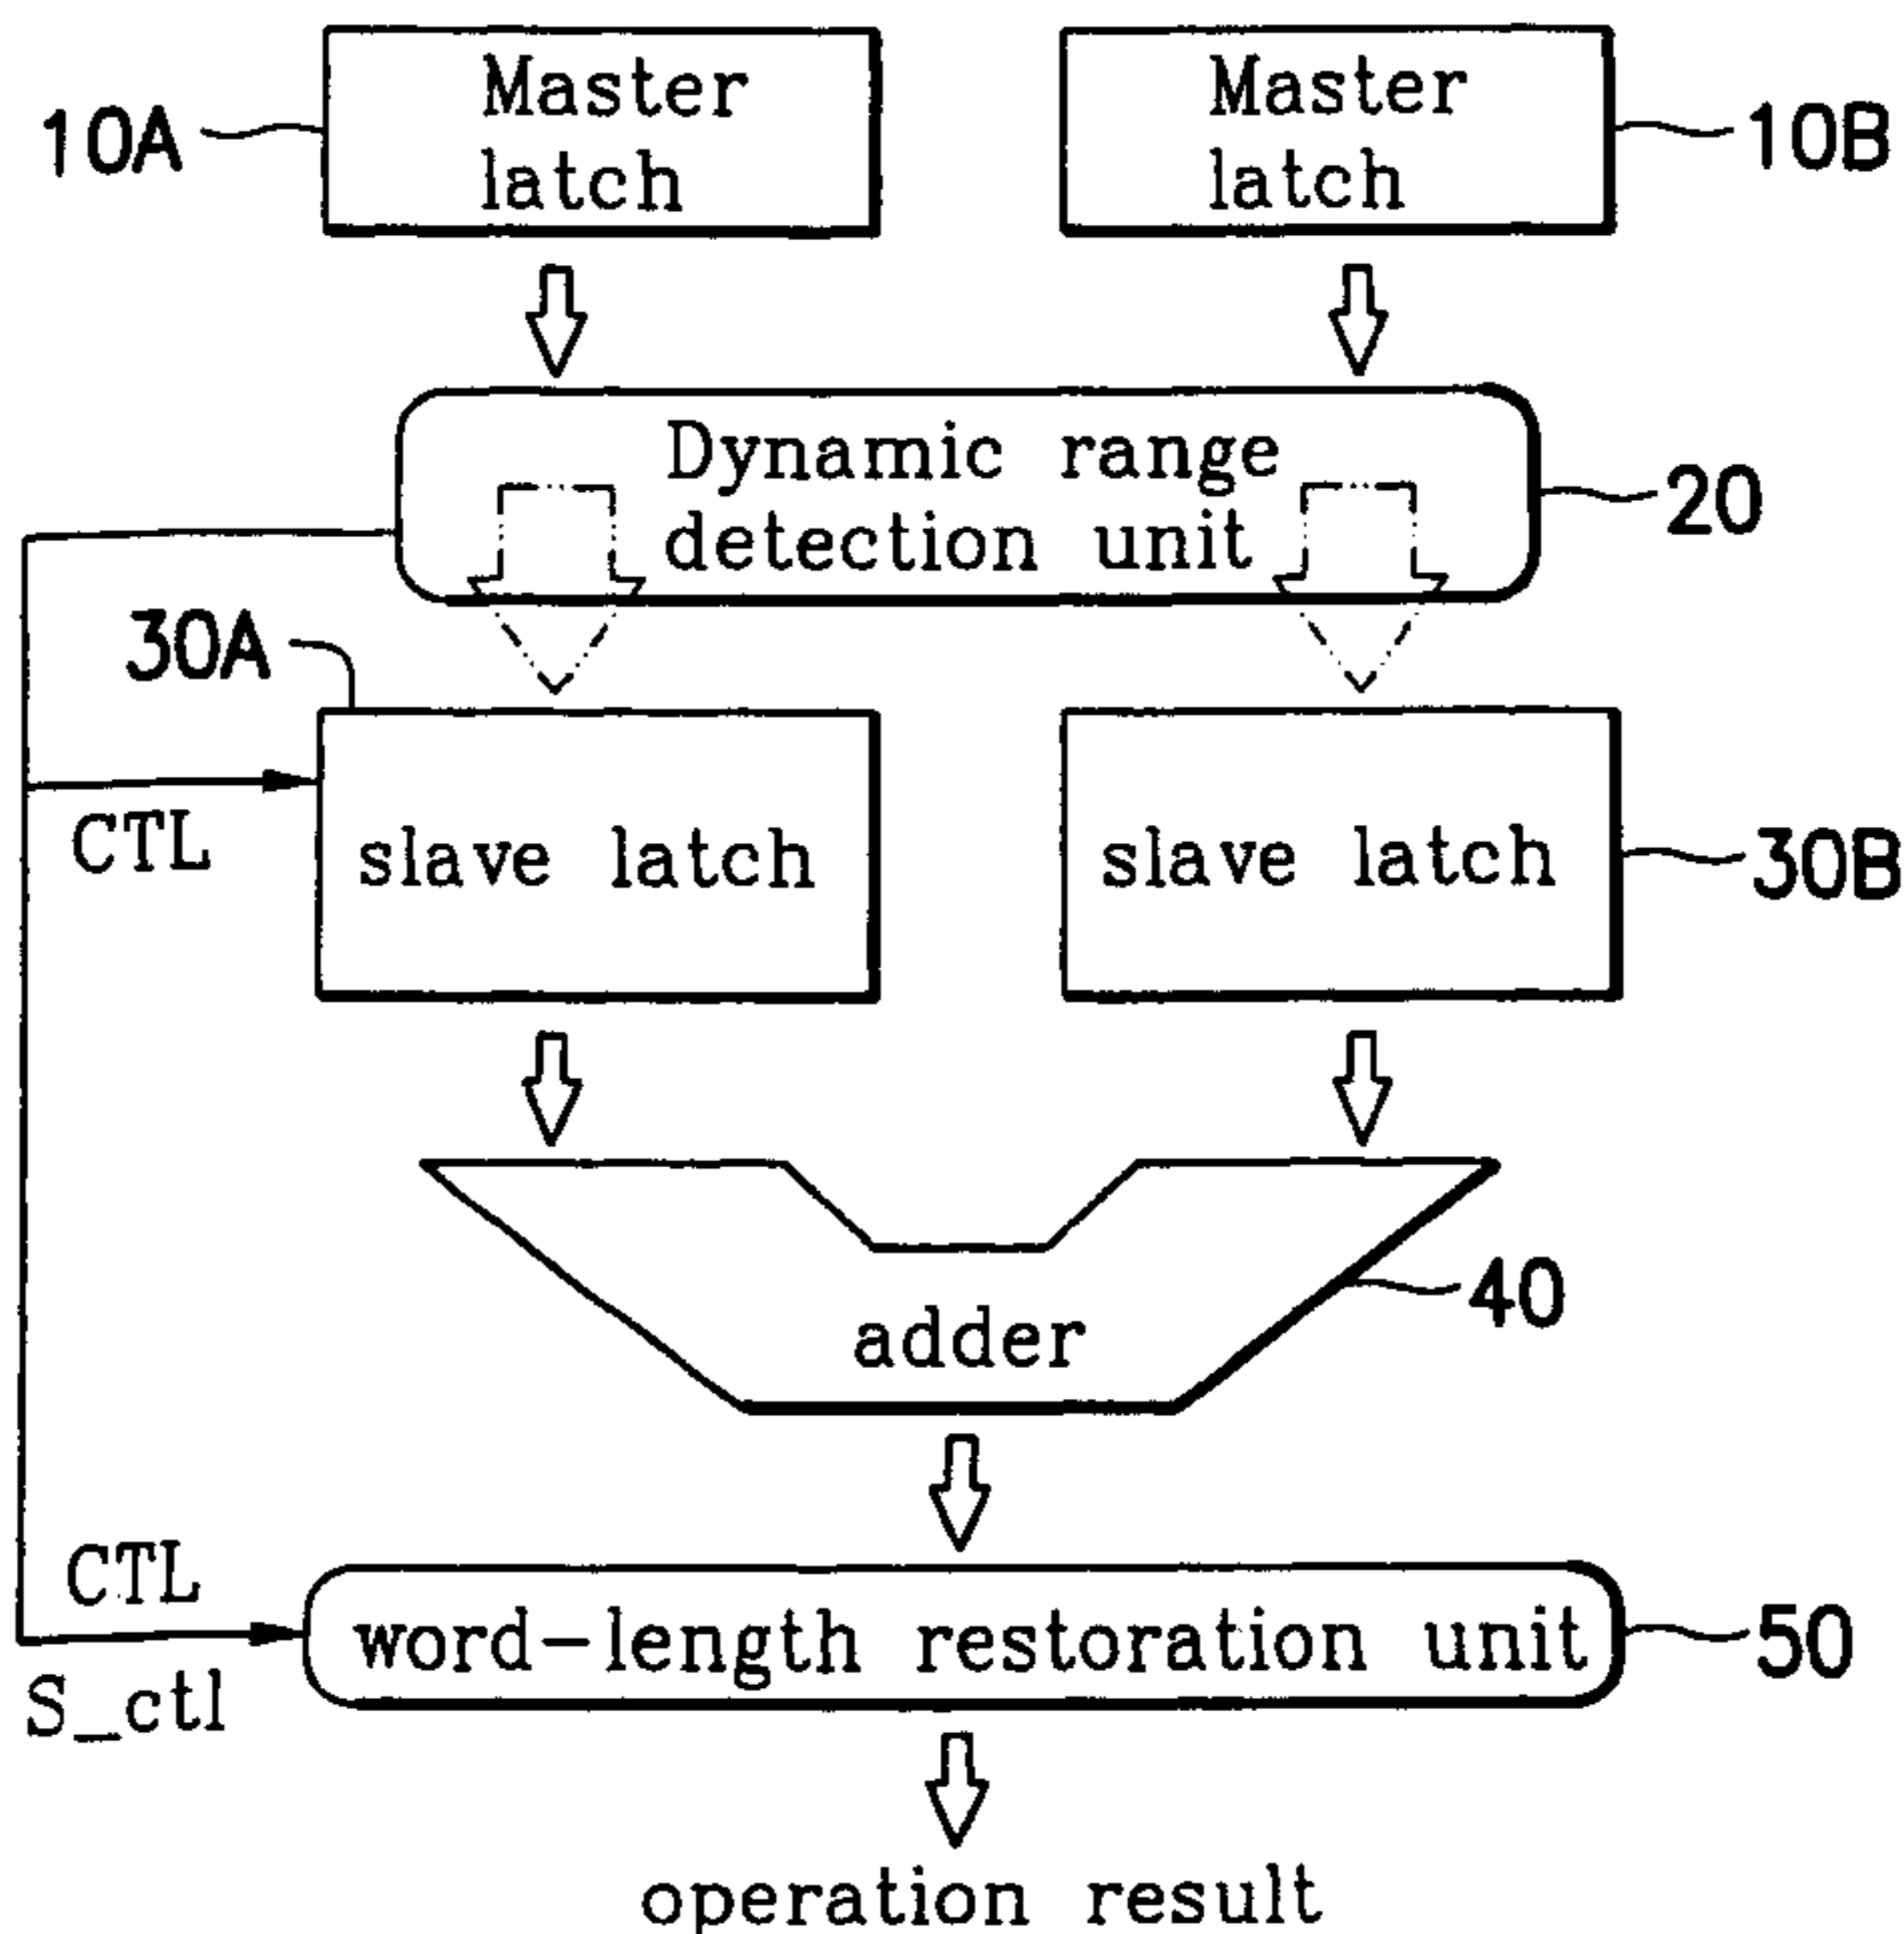 Master
latch
Master
latch
10A
10B
Dynamic range
detection unit
20
30A
CTL
slave latch
slave latch
30B
adder
40
CTL
S_ctl
word-length restoration unit
50
operation result